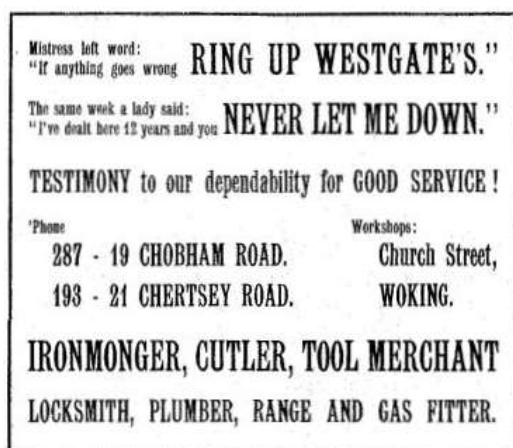 Mistress left word:
"If anything goes wrong RING UP WESTGATE'S."
The same week a lady said:
"I've dealt here 12 years and you NEVER LET ME DOWN."
TESTIMONY to our dependability for GOOD SERVICE!
'Phone Workshops:
287 - 19 CHOBHAM ROAD. Church Street,
193 - 21 CHERTSEY ROAD. WOKING.
IRONMONGER, CUTLER, TOOL MERCHANT
LOCKSMITH, PLUMBER, RANGE AND GAS FITTER.